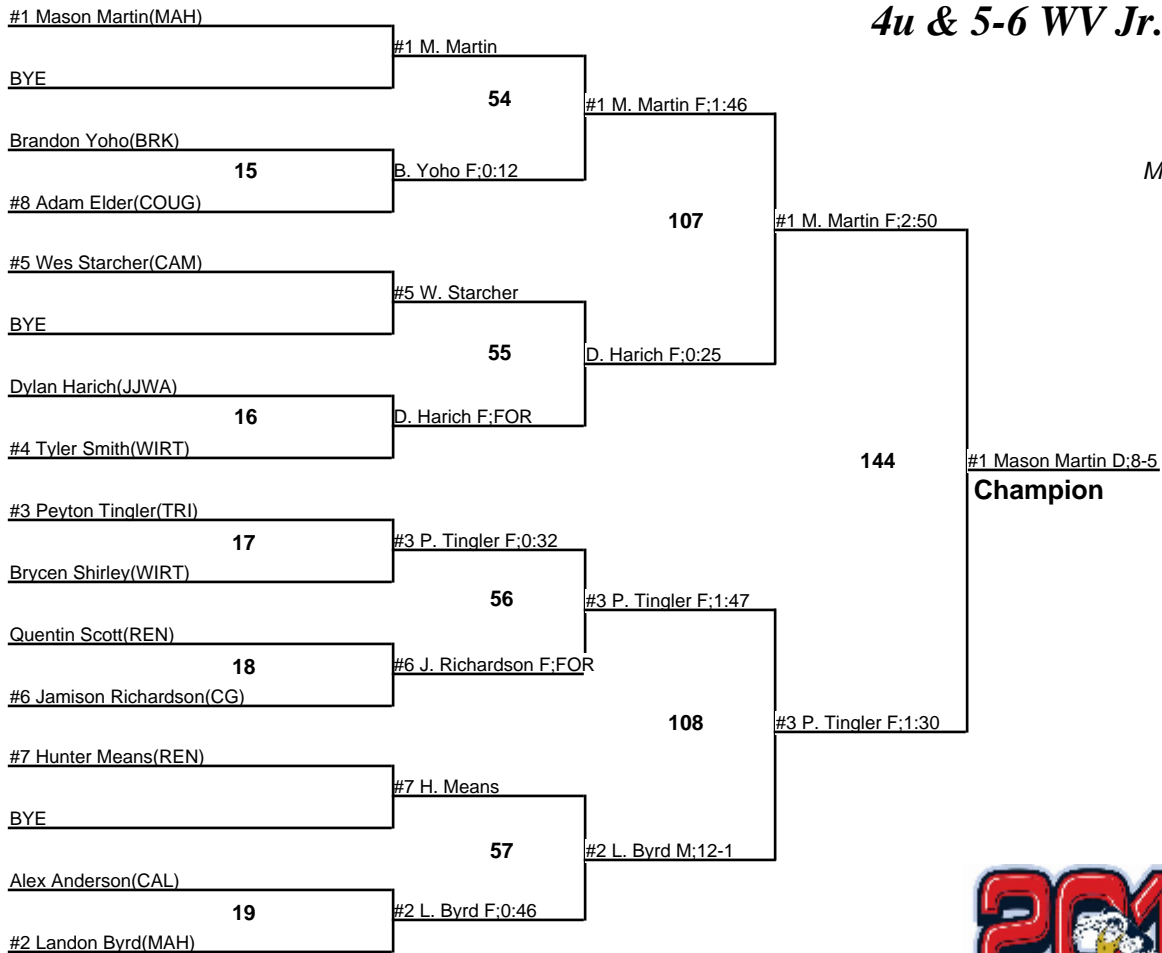 4u & 5-6 WV Jr.
M
#1 Mason Martin(MAH)
#1 M. Martin
BYE
54
#1 M. Martin F;1:46
Brandon Yoho(BRK)
15
B. Yoho F;0:12
#8 Adam Elder(COUG)
107
#1 M. Martin F;2:50
#5 Wes Starcher(CAM)
#5 W. Starcher
BYE
55
D. Harich F;0:25
Dylan Harich(JJWA)
16
D. Harich F;FOR
#4 Tyler Smith(WIRT)
144
#1 Mason Martin D;8-5
Champion
#3 Peyton Tingler(TRI)
17
#3 P. Tingler F;0:32
Brycen Shirley(WIRT)
56
#3 P. Tingler F;1:47
Quentin Scott(REN)
18
#6 J. Richardson F;FOR
#6 Jamison Richardson(CG)
108
#3 P. Tingler F;1:30
#7 Hunter Means(REN)
#7 H. Means
BYE
57
#2 L. Byrd M;12-1
Alex Anderson(CAL)
19
#2 L. Byrd F;0:46
#2 Landon Byrd(MAH)
201